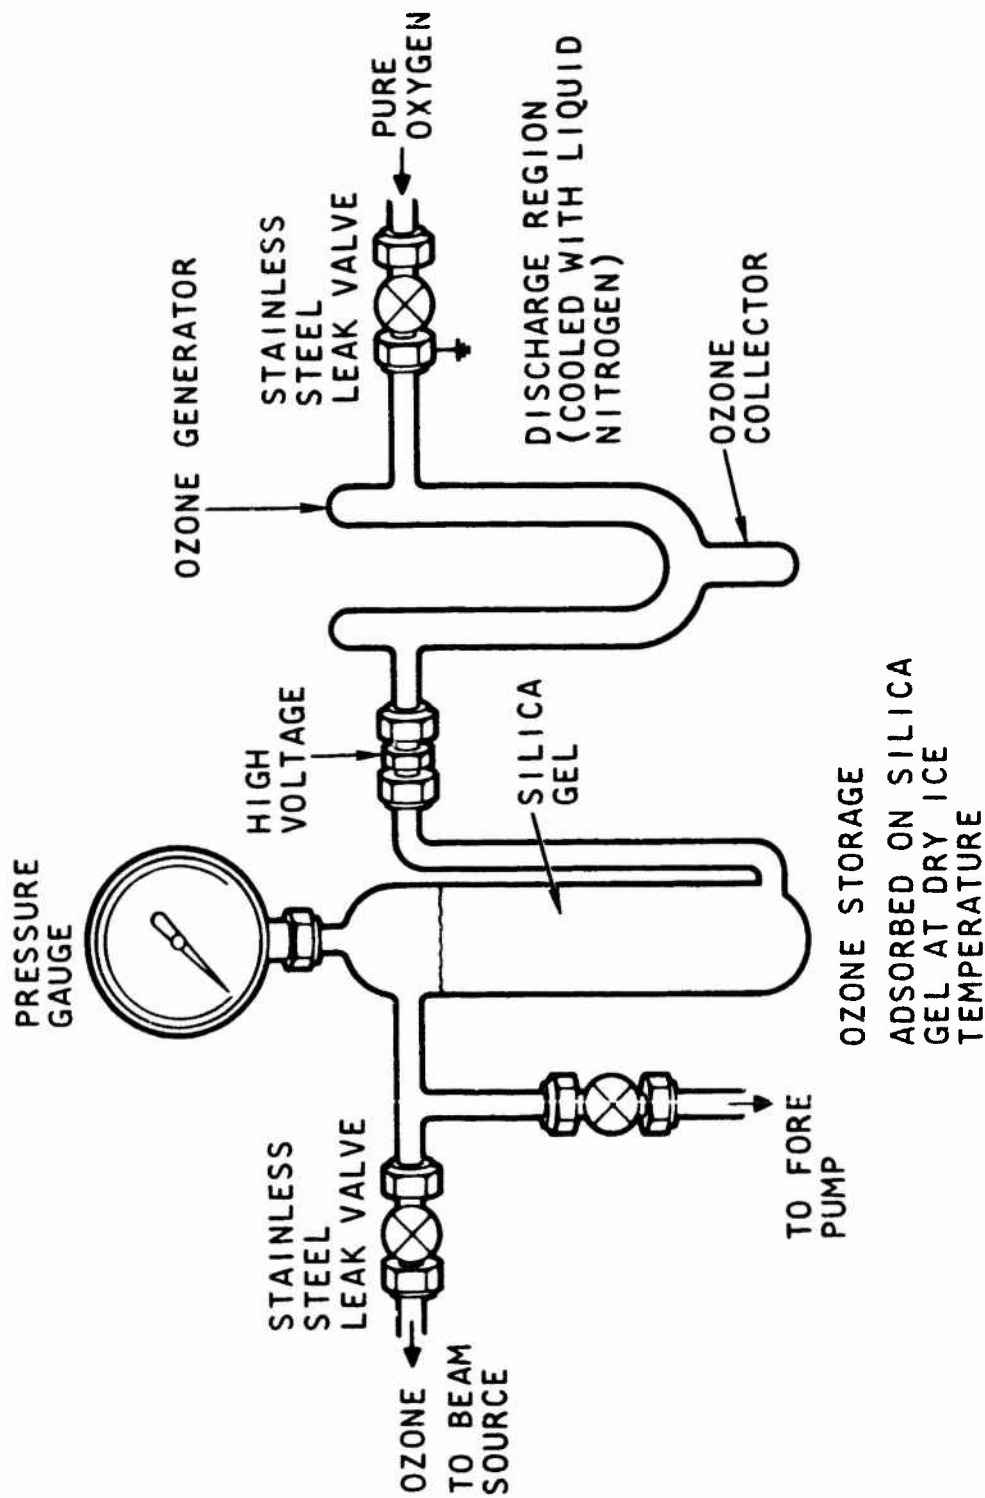 PRESSURE
GAUGE
STAINLESS
STEEL
LEAK VALVE
HIGH
VOLTAGE
OZONE GENERATOR
STAINLESS
STEEL
LEAK VALVE
PURE
OXYGEN
OZONE
TO BEAM
SOURCE
SILICA
GEL
DISCHARGE REGION
(COOLED WITH LIQUID
NITROGEN)
TO FORE
PUMP
OZONE STORAGE
ADSORBED ON SILICA
GEL AT DRY ICE
TEMPERATURE
OZONE
COLLECTOR